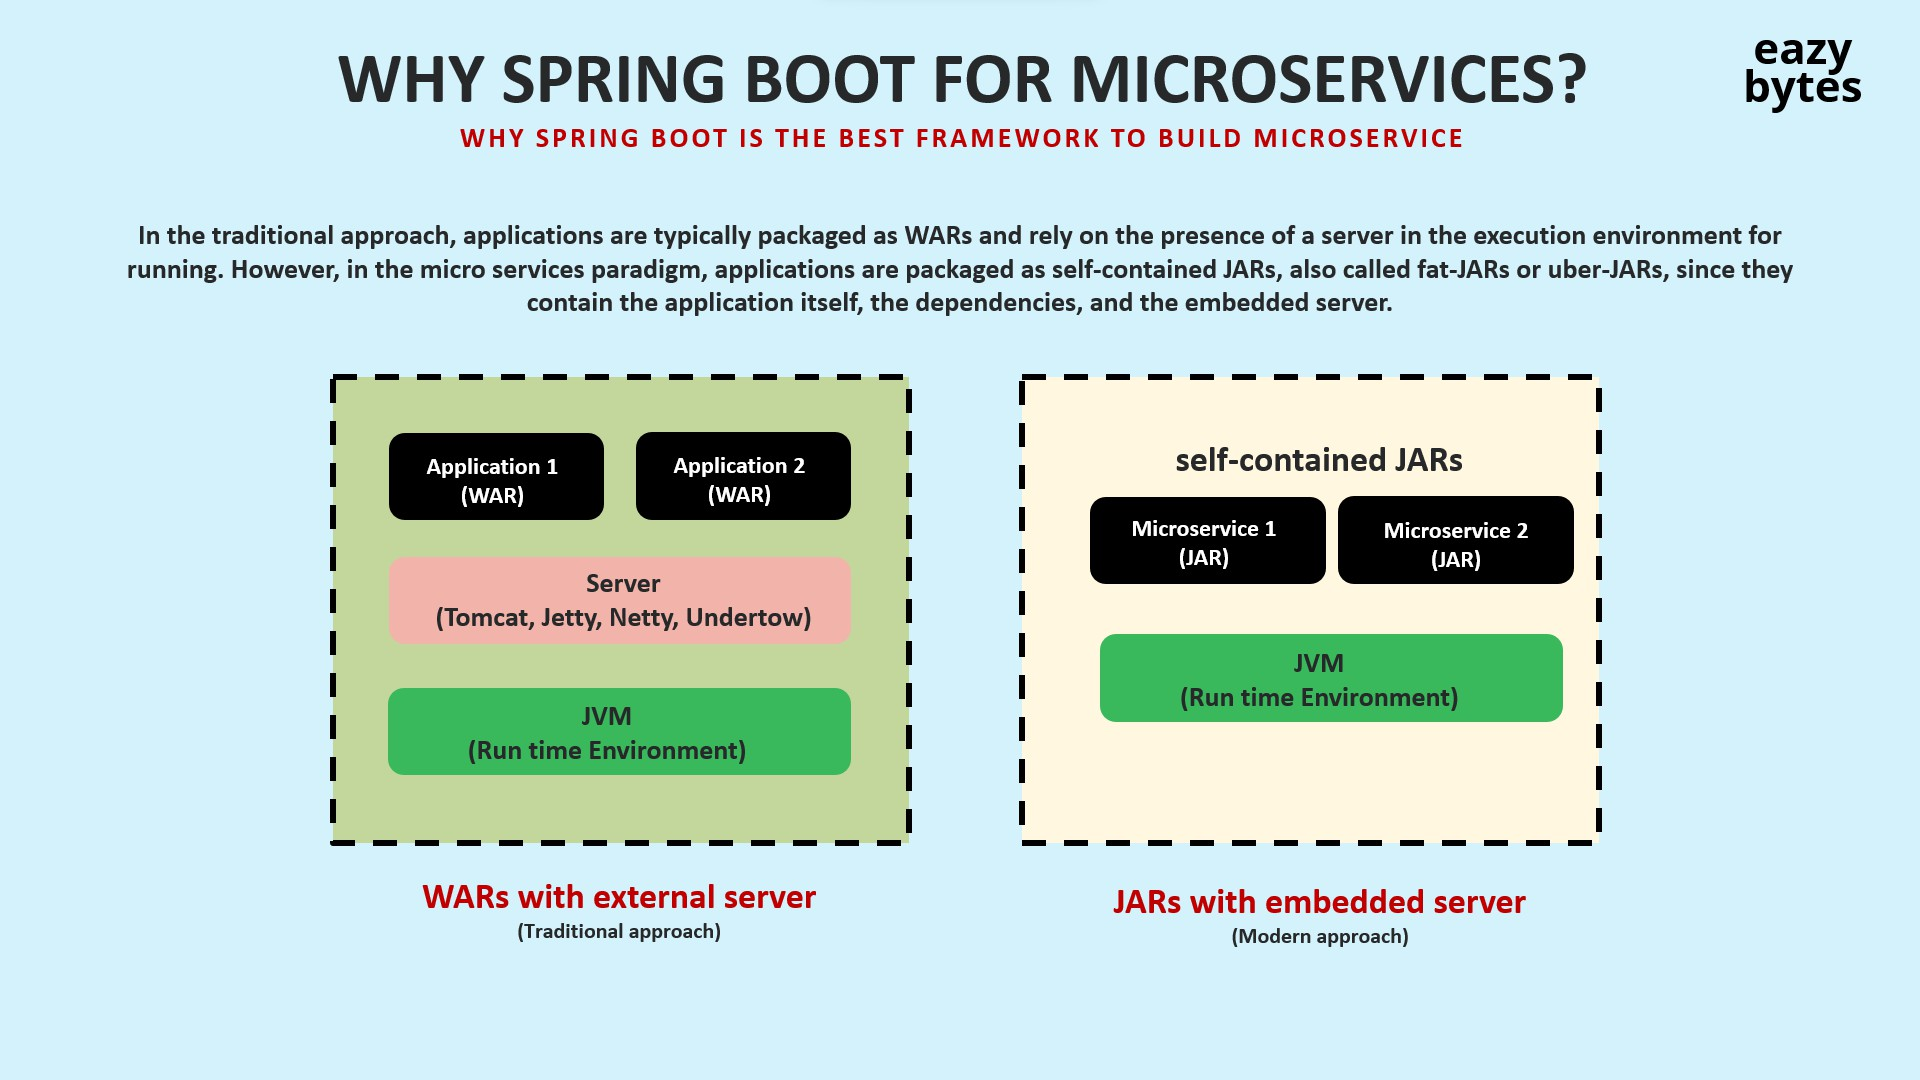 WHY SPRING BOOT FOR MICROSERVICES?
eazy
bytes
WHY SPRING BOOT IS THE BEST FRAMEWORK TO BUILD MICROSERVICE
In the traditional approach, applications are typically packaged as WARs and rely on the presence of a server in the execution environment for
running. However, in the micro services paradigm, applications are packaged as self-contained JARs, also called fat-JARs or uber-JARs, since they
contain the application itself, the dependencies, and the embedded server.
Application 1
(WAR)
Application 2
(WAR)
Server
(Tomcat, Jetty, Netty, Undertow)
JVM
(Run time Environment)
WARs with external server
(Traditional approach)
self-contained JARs
Microservice 1
(JAR)
Microservice 2
(JAR)
JVM
(Run time Environment)
JARs with embedded server
(Modern approach)